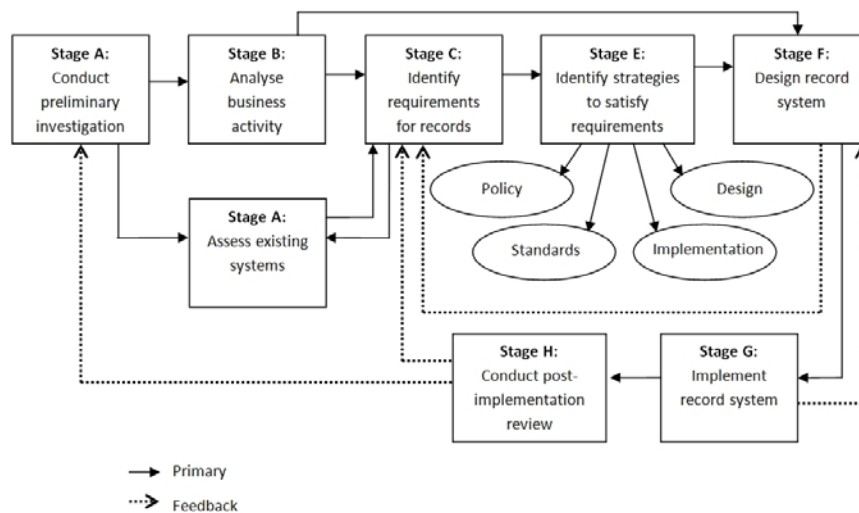 Stage A:
Conduct
preliminary
investigation
Stage B:
Analyse
business
activity
Stage C:
Identify
requirements
for records
Stage E:
Identify strategies
to satisfy
requirements
Stage F:
Design record
system
Stage A:
Assess existing
systems
Policy
Design
Standards
Implementation
Stage H:
Conduct post-
implementation
review
Stage G:
Implement
record system
Primary
Feedback